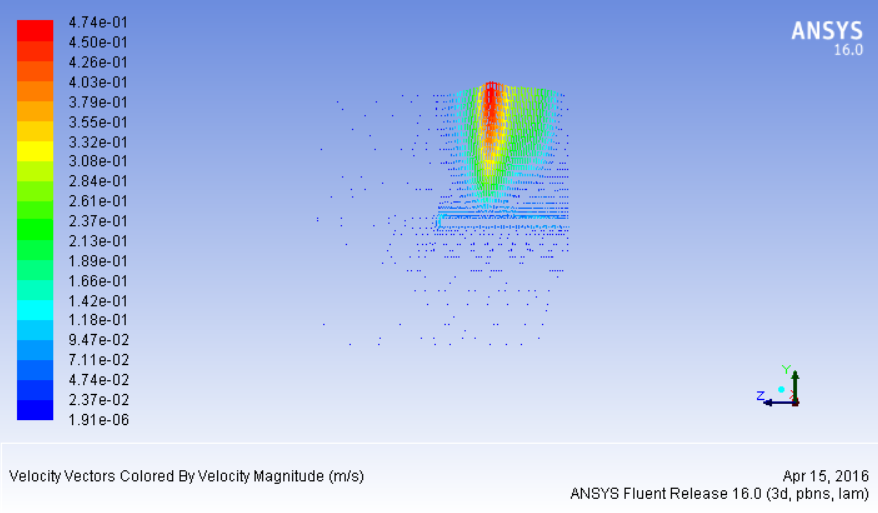 4.74e-01
4.50e-01
4.26e-01
4.03e-01
3.79e-01
3.55e-01
3.32e-01
3.08e-01
2.84e-01
2.61e-01
2.37e-01
2.13e-01
1.89e-01
1.66e-01
1.42e-01
1.18e-01
9.47e-02
7.11e-02
4.74e-02
2.37e-02
1.91e-06
ANSYS
16.0
Y
Z
X
Velocity Vectors Colored By Velocity Magnitude (m/s)
Apr 15, 2016
ANSYS Fluent Release 16.0 (3d, pbns, lam)